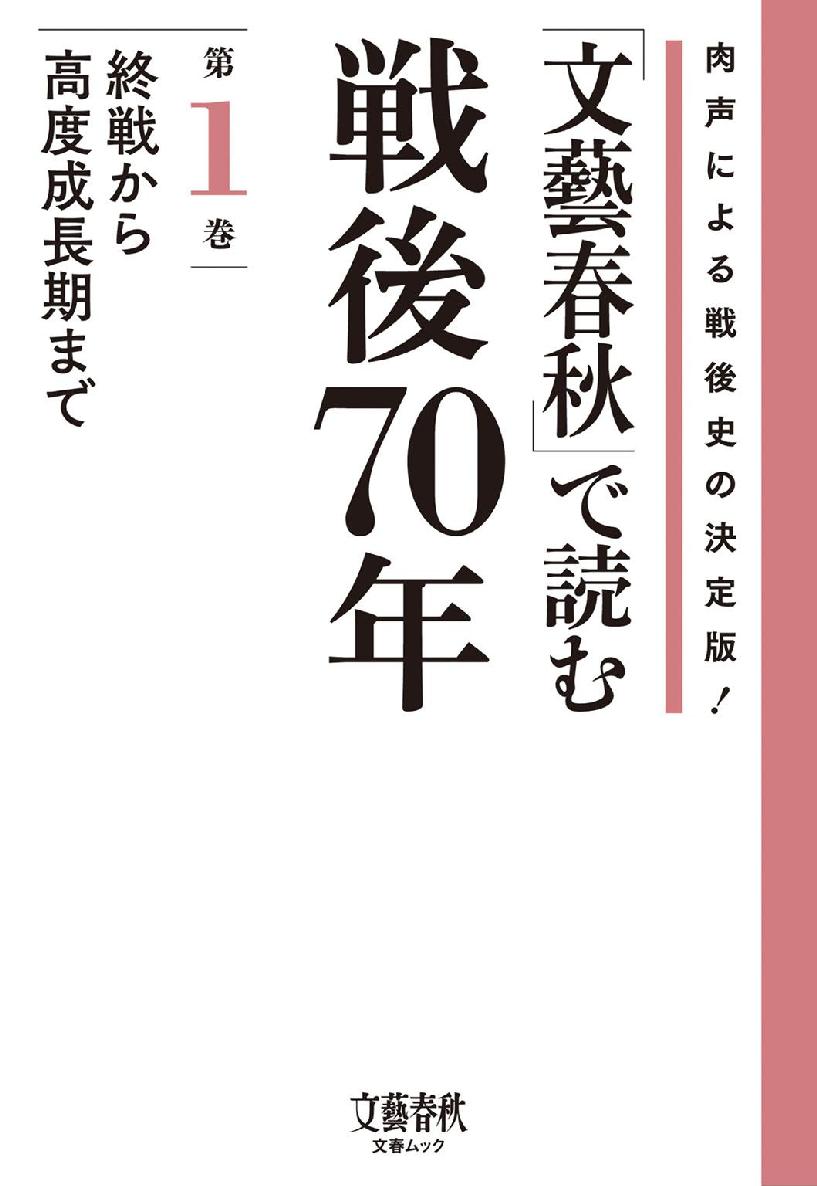 肉声による戦後史の決定版!
「文藝春秋」で読む
戦後70年
第1巻
終戦から
高度成長期まで
文藝春秋
文春ムック